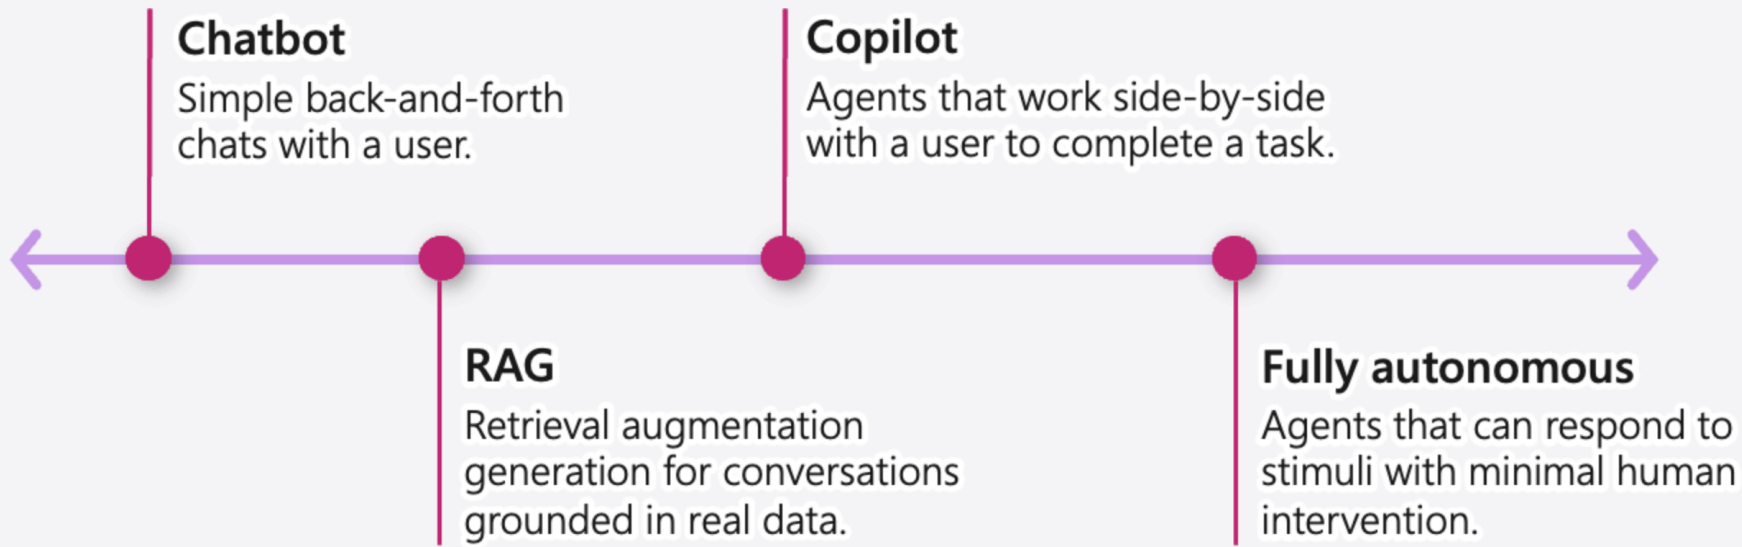 Chatbot
Simple back-and-forth
chats with a user.
Copilot
Agents that work side-by-side
with a user to complete a task.
RAG
Retrieval augmentation
generation for conversations
grounded in real data.
Fully autonomous
Agents that can respond to
stimuli with minimal human
intervention.